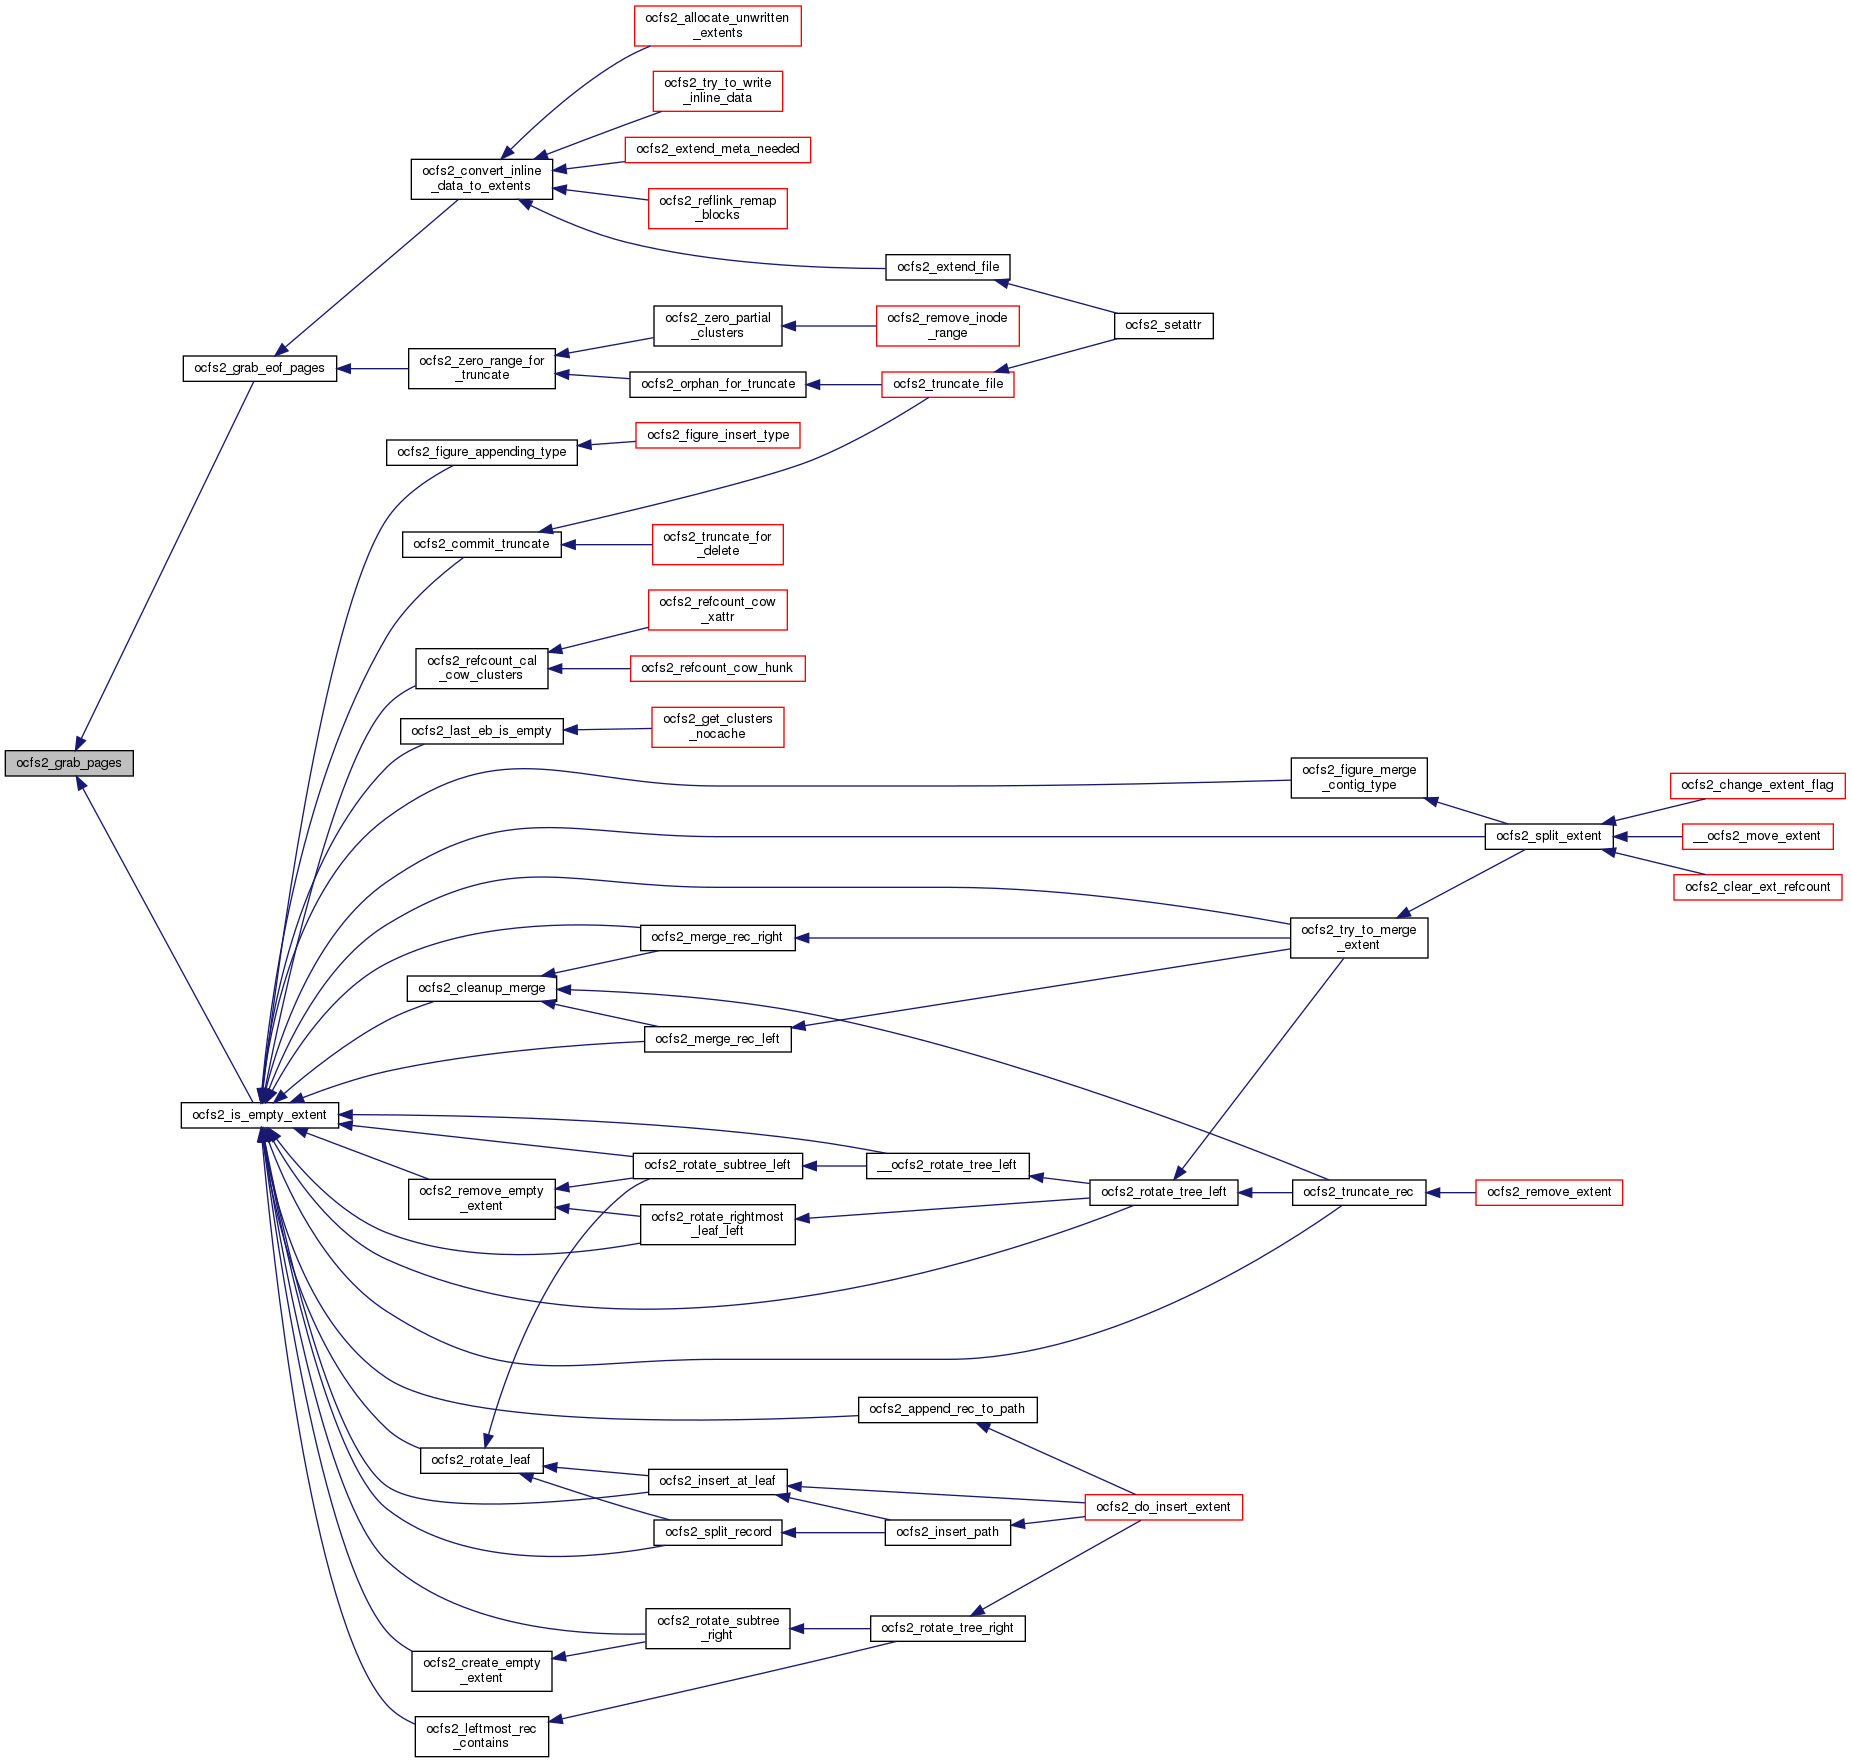 ocfs2_allocate_unwritten
_extents
ocfs2_try_to_write
_inline_data
ocfs2_extend_meta_needed
ocfs2_convert_inline
_data_to_extents
ocfs2_reflink_remap
_blocks
ocfs2_extend_file
ocfs2_zero_partial
_clusters
ocfs2_remove_inode
_range
ocfs2_setattr
ocfs2_grab_eof_pages
ocfs2_zero_range_for
_truncate
ocfs2_orphan_for_truncate
ocfs2_truncate_file
ocfs2_figure_appending_type
ocfs2_figure_insert_type
ocfs2_commit_truncate
ocfs2_truncate_for
_delete
ocfs2_refcount_cow
_xattr
ocfs2_refcount_cal
_cow_clusters
ocfs2_refcount_cow_hunk
ocfs2_last_eb_is_empty
ocfs2_get_clusters
_nocache
ocfs2_grab_pages
ocfs2_figure_merge
_contig_type
ocfs2_change_extent_flag
ocfs2_split_extent
__ocfs2_move_extent
ocfs2_clear_ext_refcount
ocfs2_merge_rec_right
ocfs2_try_to_merge
_extent
ocfs2_cleanup_merge
ocfs2_merge_rec_left
ocfs2_is_empty_extent
ocfs2_rotate_subtree_left
__ocfs2_rotate_tree_left
ocfs2_remove_empty
_extent
ocfs2_rotate_tree_left
ocfs2_truncate_rec
ocfs2_remove_extent
ocfs2_rotate_rightmost
_leaf_left
ocfs2_append_rec_to_path
ocfs2_rotate_leaf
ocfs2_insert_at_leaf
ocfs2_do_insert_extent
ocfs2_split_record
ocfs2_insert_path
ocfs2_rotate_subtree
_right
ocfs2_rotate_tree_right
ocfs2_create_empty
_extent
ocfs2_leftmost_rec
_contains